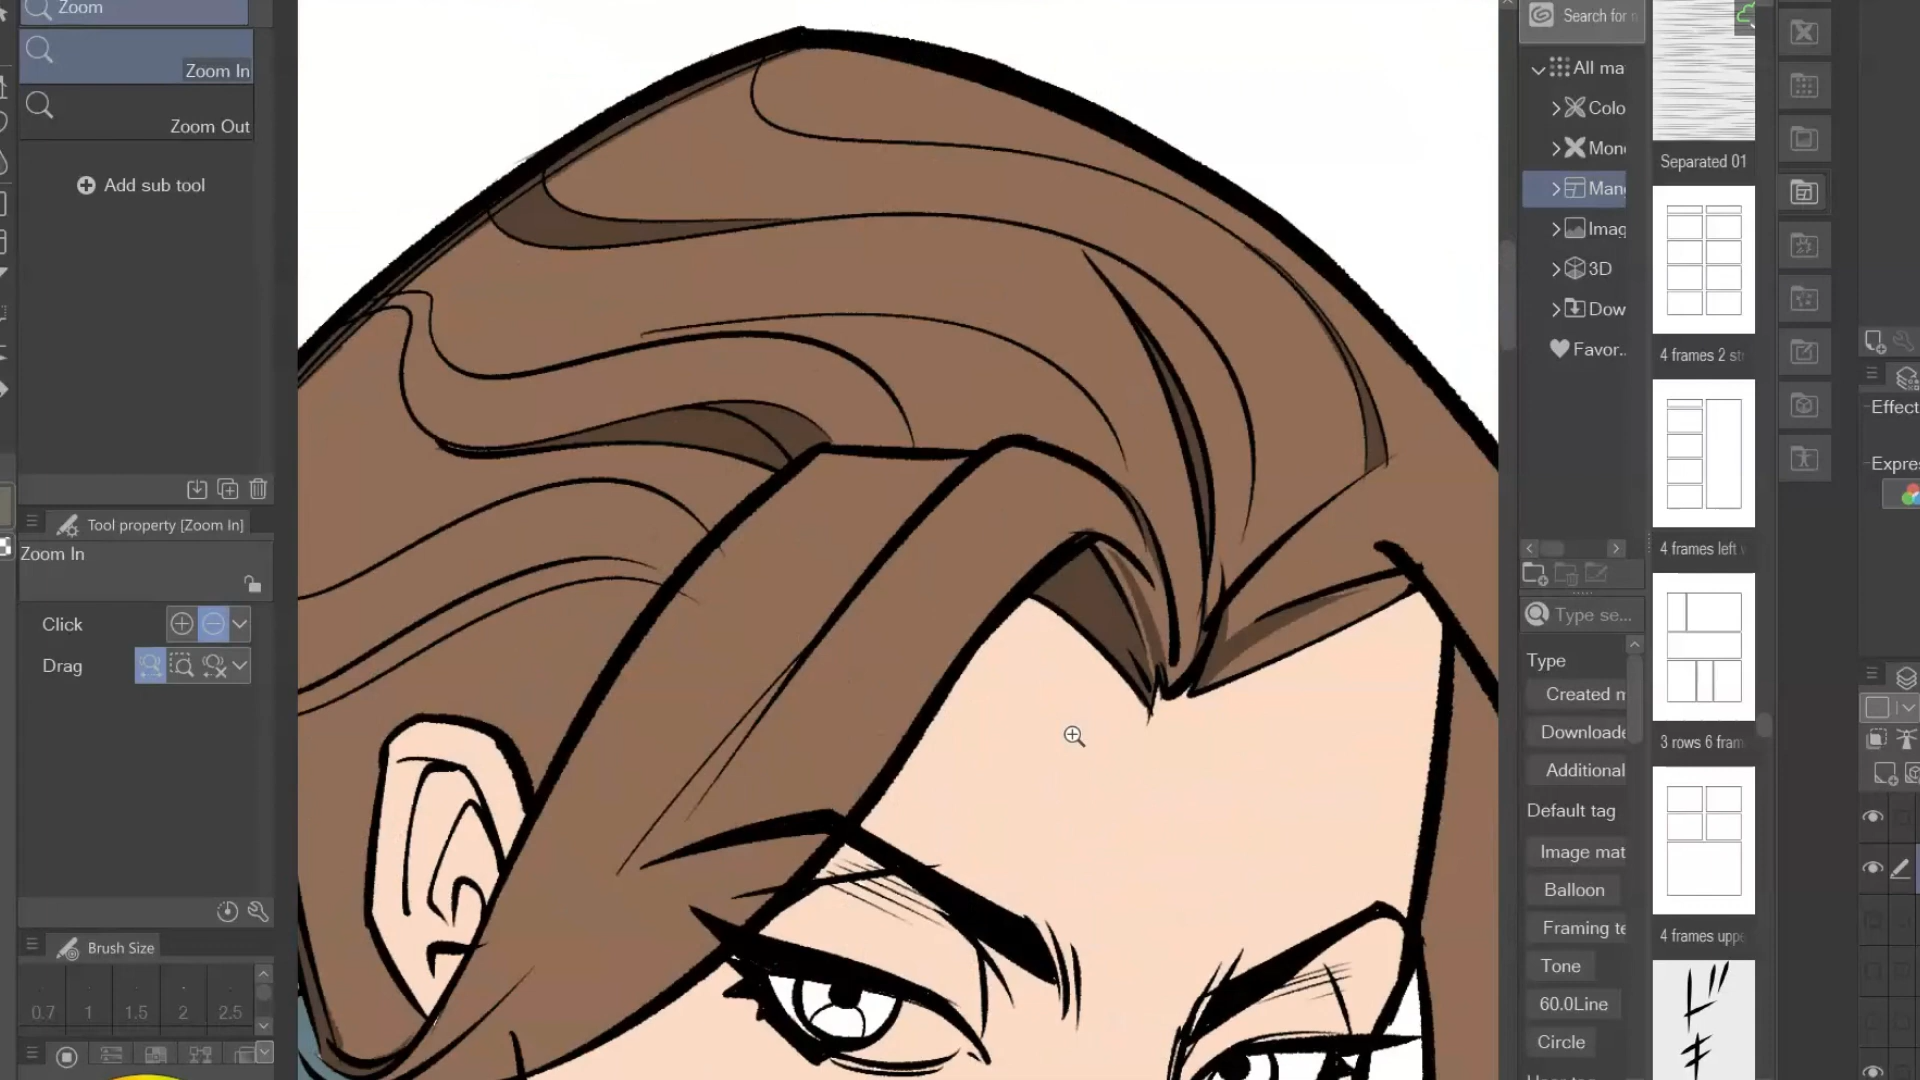 Zoom
Zoom In
Zoom Out
Add sub tool
Tool property [Zoom In]
Zoom In
Click
Drag
Brush Size
0.7 1 1.5 2 2.5
Search for
All ma
Colo
Mon
Man
Imag
3D
Dow
Favor..
Type se...
Type
Created m
Downloade
Additional
Default tag
Image mat
Balloon
Framing te
Tone
60.0Line
Circle
Separated 01
4 frames 2 st
4 frames left
3 rows 6 fram
4 frames uppe
Effect
Expres